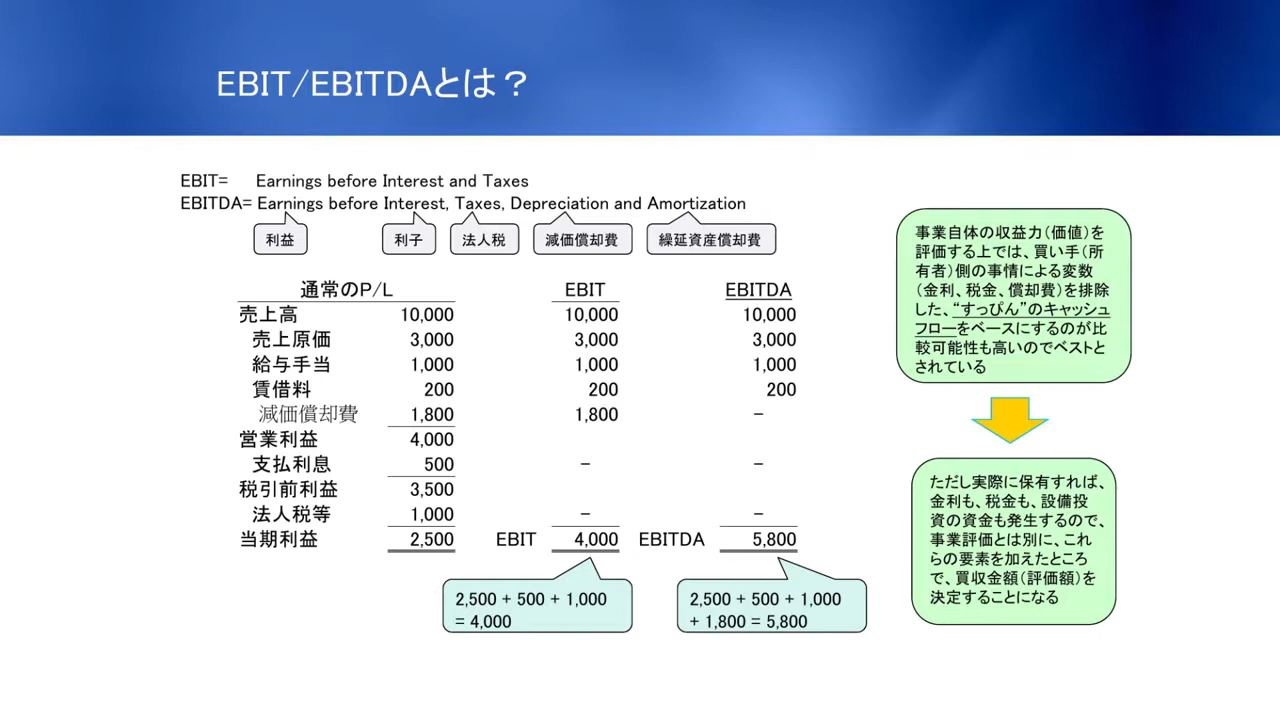 EBIT/EBITDAとは？
EBIT= Earnings before Interest and Taxes
EBITDA= Earnings before Interest, Taxes, Depreciation and Amortization
利益 利子 法人税 減価償却費 繰延資産償却費
通常のP/L EBIT EBITDA
売上高 10,000 10,000 10,000
売上原価 3,000 3,000 3,000
給与手当 1,000 1,000 1,000
賃借料 200 200 200
減価償却費 1,800 1,800 －
営業利益 4,000
支払利息 500 － －
税引前利益 3,500
法人税等 1,000 － －
当期利益 2,500 EBIT 4,000 EBITDA 5,800
2,500 + 500 + 1,000
= 4,000
2,500 + 500 + 1,000
+ 1,800 = 5,800
事業自体の収益力（価値）を
評価する上では、買い手（所
有者）側の事情による変数
（金利、税金、償却費）を排除
した、“すっぴん”のキャッシュ
フローをベースにするのが比
較可能性も高いのでベストと
されている
ただし実際に保有すれば、
金利も、税金も、設備投
資の資金も発生するので、
事業評価とは別に、これ
らの要素を加えたところ
で、買収金額（評価額）を
決定することになる